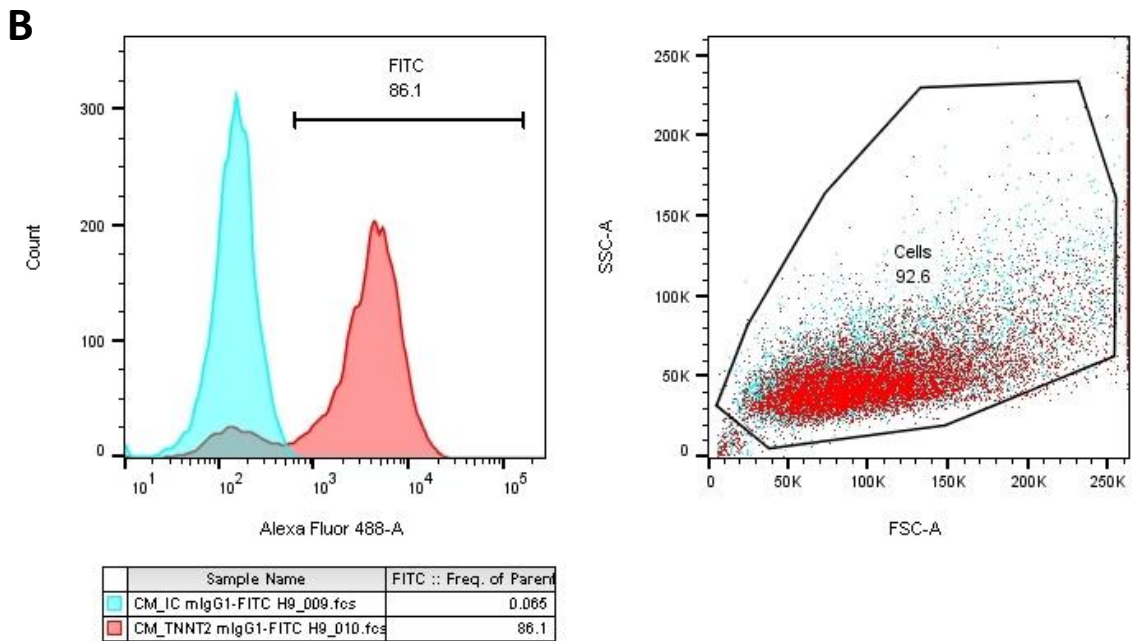 B
FITC
86.1
300
200
100
0
Count
10^1 10^2 10^3 10^4 10^5
Alexa Fluor 488-A
250K
200K
150K
100K
50K
0
SSC-A
Cells
92.6
0 50K 100K 150K 200K 250K
FSC-A
Sample Name FITC :: Freq. of Parent
CM_IC mIgG1-FITC H9_009.fcs 0.065
CM_TNNT2 mIgG1-FITC H9_010.fcs 86.1